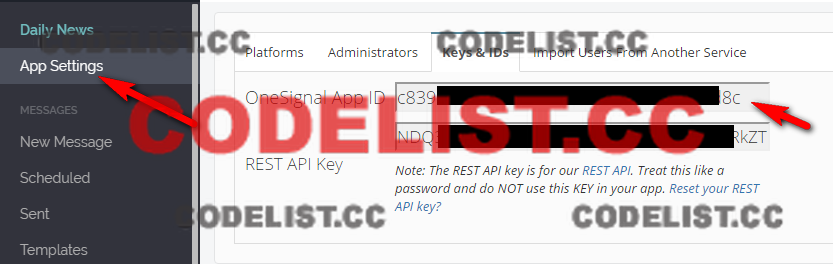 Daily News
App Settings
MESSAGES
New Message
Scheduled
Sent
Templates
CODELIST.CC
CODELIST.CC
Platforms
Administrators
Keys & IDs
Import Users From Another Service
OneSignal App ID
c839
8c
CODELIST.CC
NDQ
RkZT
REST API Key
Note: The REST API key is for our REST API. Treat this like a
password and do NOT use this KEY in your app. Reset your REST
API key?
CODELIST.CC
CODELIST.CC